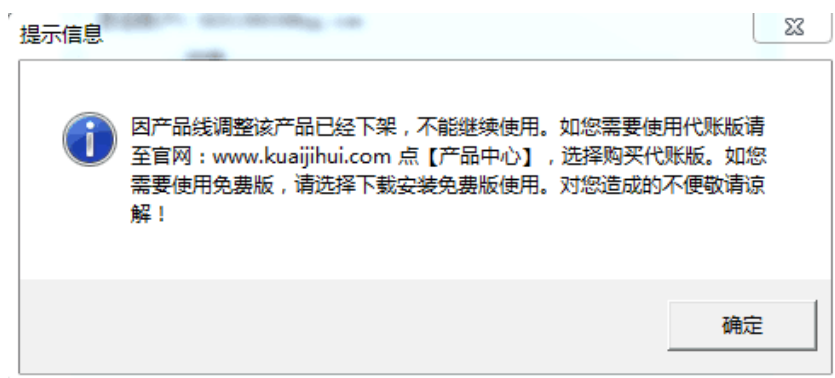 提示信息
因产品线调整该产品已经下架，不能继续使用。如您需要使用代账版请
至官网：www.kuaijihui.com 点【产品中心】，选择购买代账版。如您
需要使用免费版，请选择下载安装免费版使用。对您造成的不便敬请谅
解！
确定